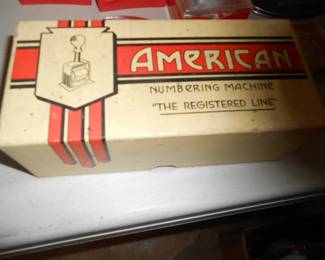 AMERICAN
NUMBERING MACHINE
"THE REGISTERED LINE"